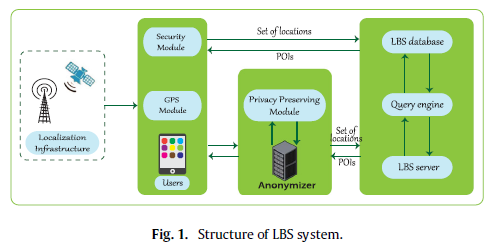 Security
Module
Set of locations
POIs
LBS database
GPS
Module
Privacy Preserving
Module
Query engine
Localization
Infrastructure
Set of
locations
POIs
Users
Anonymizer
LBS server
Fig. 1. Structure of LBS system.